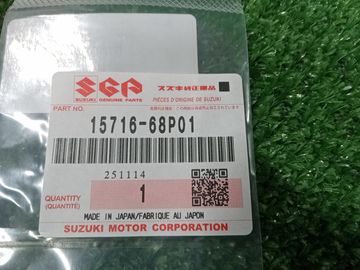 SGP
スズキ純正部品
SUZUKI GENUINE PARTS
PIÈCES D'ORIGINE DE SUZUKI
PART NO.
15716-68P01
251114
QUANTITY
(QUANTITÉ)
1
MADE IN JAPAN/FABRIQUE AU JAPON
SUZUKI MOTOR CORPORATION